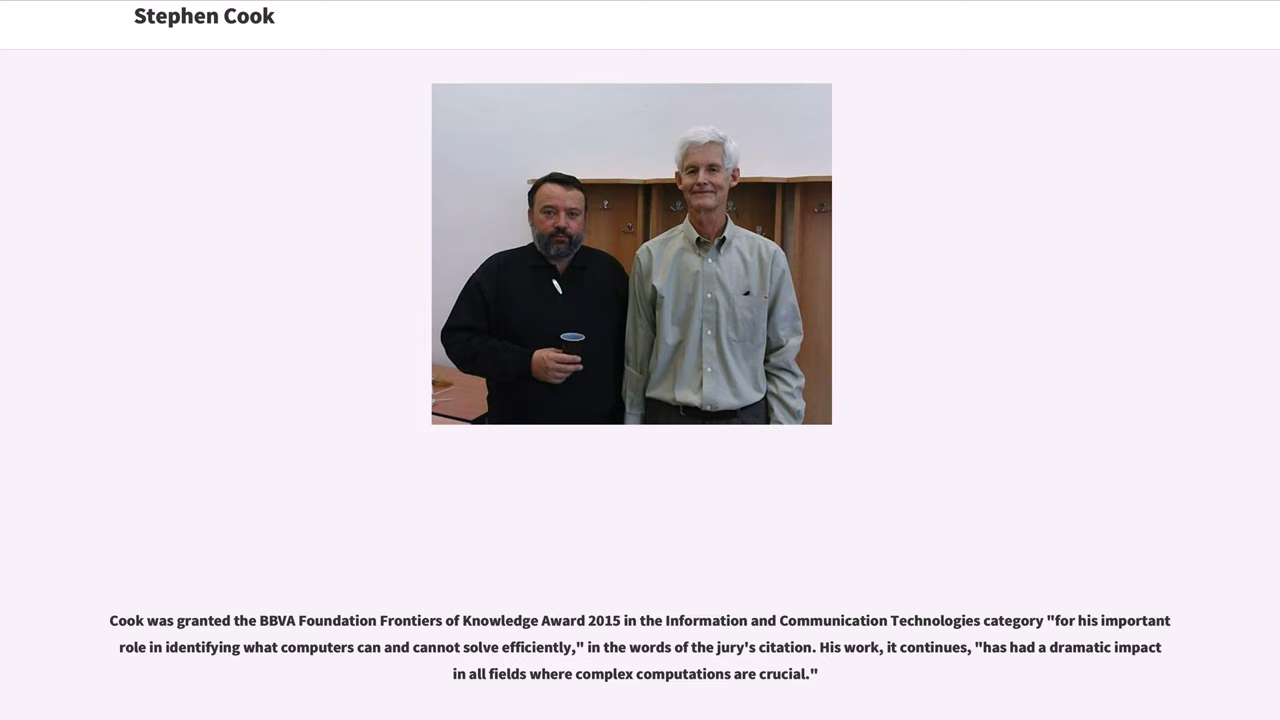 Stephen Cook
Cook was granted the BBVA Foundation Frontiers of Knowledge Award 2015 in the Information and Communication Technologies category "for his important
role in identifying what computers can and cannot solve efficiently," in the words of the jury's citation. His work, it continues, "has had a dramatic impact
in all fields where complex computations are crucial."